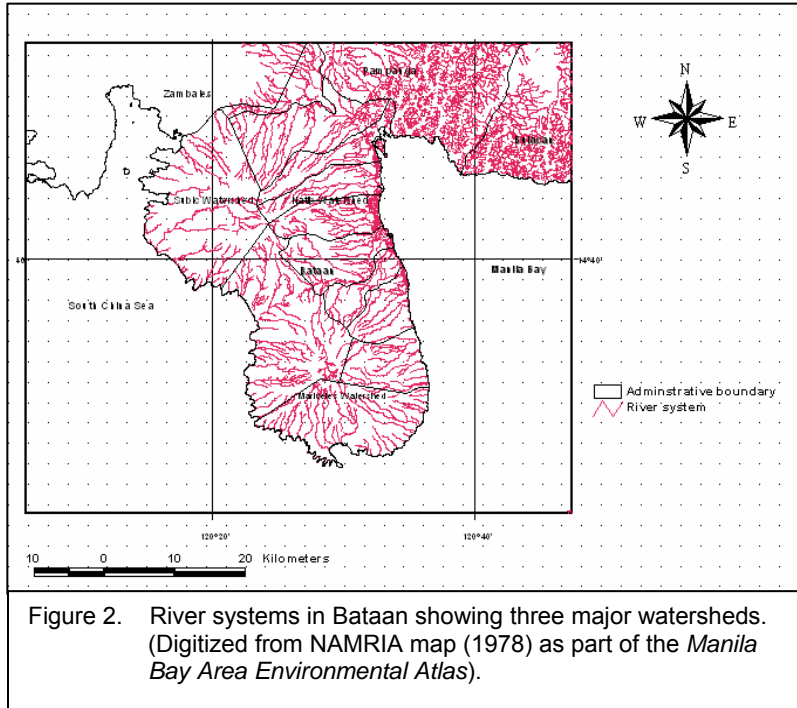 N
W E
S
Pampanga
Zambales
Bulacan
Subic Watershed
Bataan
Manila Bay
14°40'
South China Sea
Mariveles Watershed
Adminstrative boundary
River system
120°20' 120°40'
10 0 10 20 Kilometers
Figure 2. River systems in Bataan showing three major watersheds.
(Digitized from NAMRIA map (1978) as part of the Manila
Bay Area Environmental Atlas).